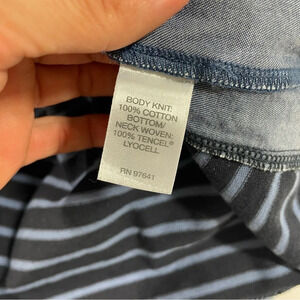 BODY KNIT:
100% COTTON
BOTTOM/
NECK WOVEN:
100% TENCEL®
LYOCELL
RN 97641